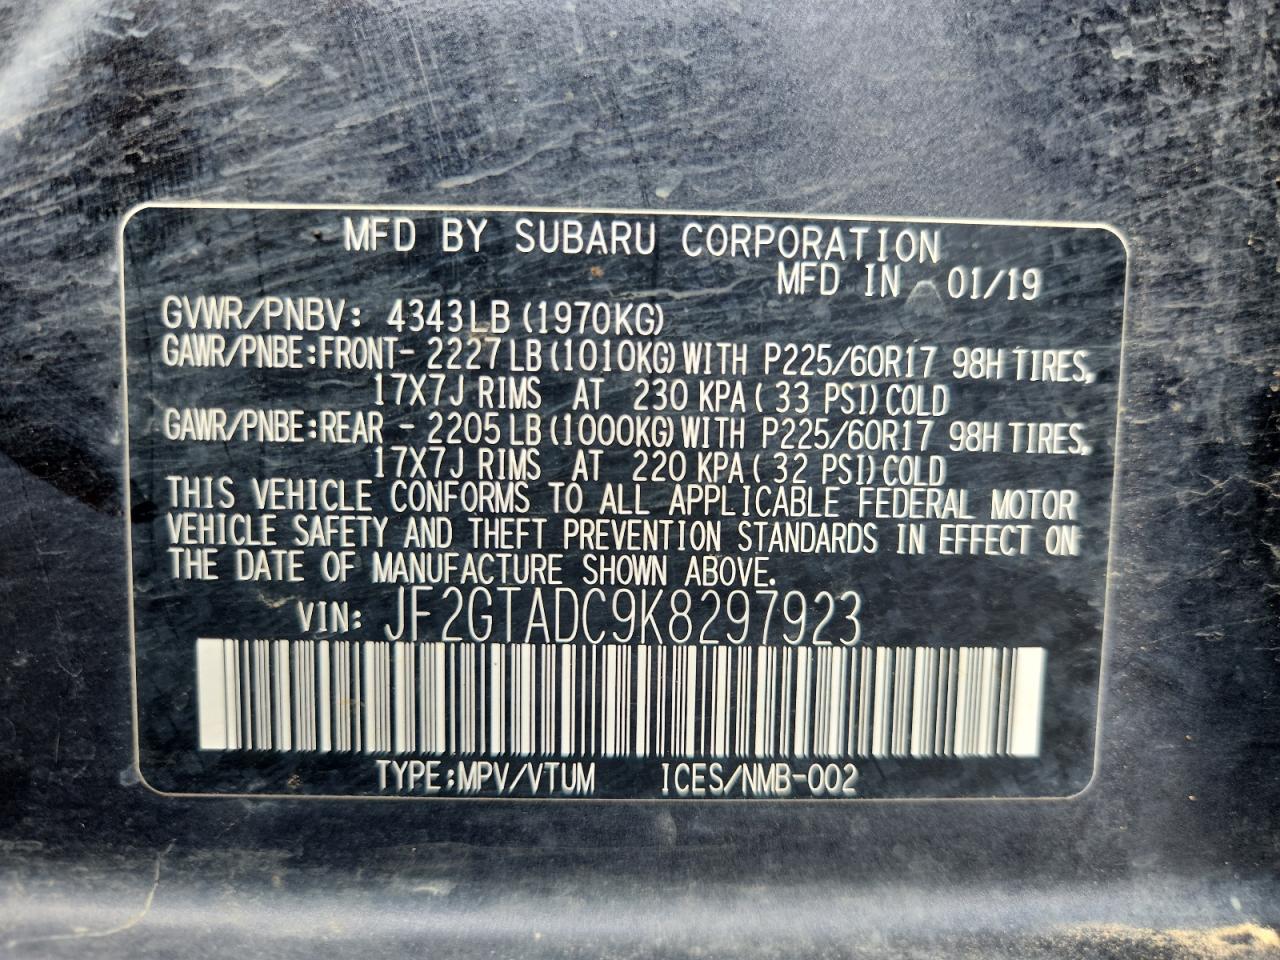 MFD BY SUBARU CORPORATION
MFD IN 01/19
GVWR/PNBV: 4343LB (1970KG)
GAWR/PNBE:FRONT- 2227 LB (1010KG) WITH P225/60R17 98H TIRES,
17X7J RIMS AT 230 KPA ( 33 PSI) COLD
GAWR/PNBE:REAR - 2205 LB (1000KG) WITH P225/60R17 98H TIRES,
17X7J RIMS AT 220 KPA ( 32 PSI) COLD
THIS VEHICLE CONFORMS TO ALL APPLICABLE FEDERAL MOTOR
VEHICLE SAFETY AND THEFT PREVENTION STANDARDS IN EFFECT ON
THE DATE OF MANUFACTURE SHOWN ABOVE.
VIN: JF2GTADC9K8297923
TYPE:MPV/VTUM ICES/NMB-002